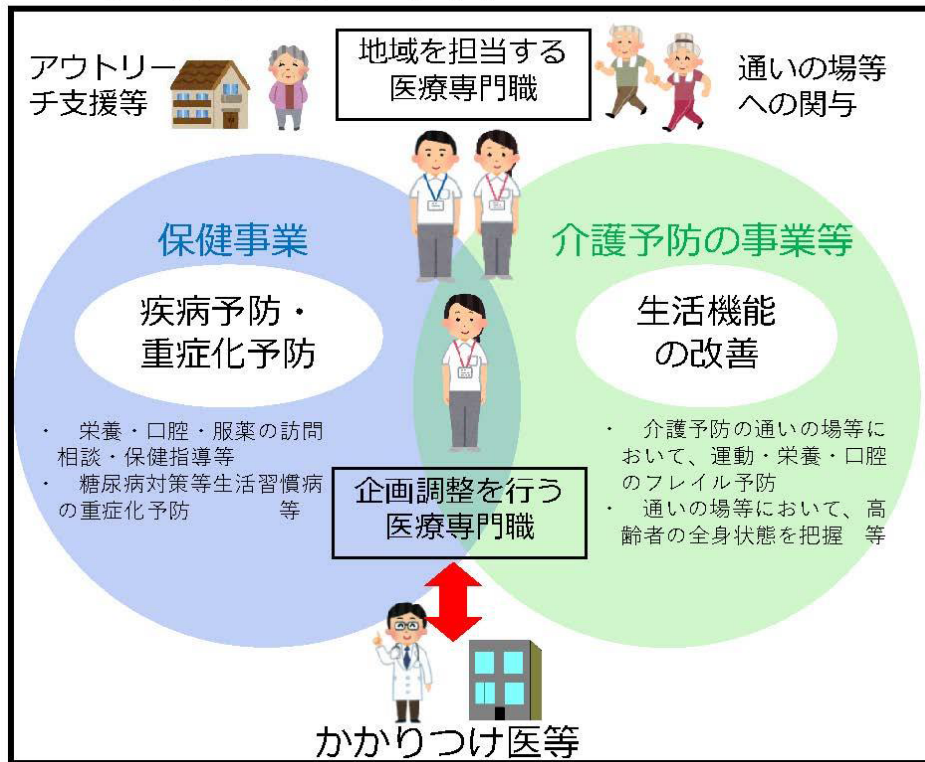 アウトリー
チ支援等
地域を担当する
医療専門職
通いの場等
への関与
保健事業
疾病予防・
重症化予防
・　栄養・口腔・服薬の訪問
相談・保健指導等
・　糖尿病対策等生活習慣病
の重症化予防　　　　等
介護予防の事業等
生活機能
の改善
・　介護予防の通いの場等に
おいて、運動・栄養・口腔
のフレイル予防
・　通いの場等において、高
齢者の全身状態を把握　等
企画調整を行う
医療専門職
かかりつけ医等